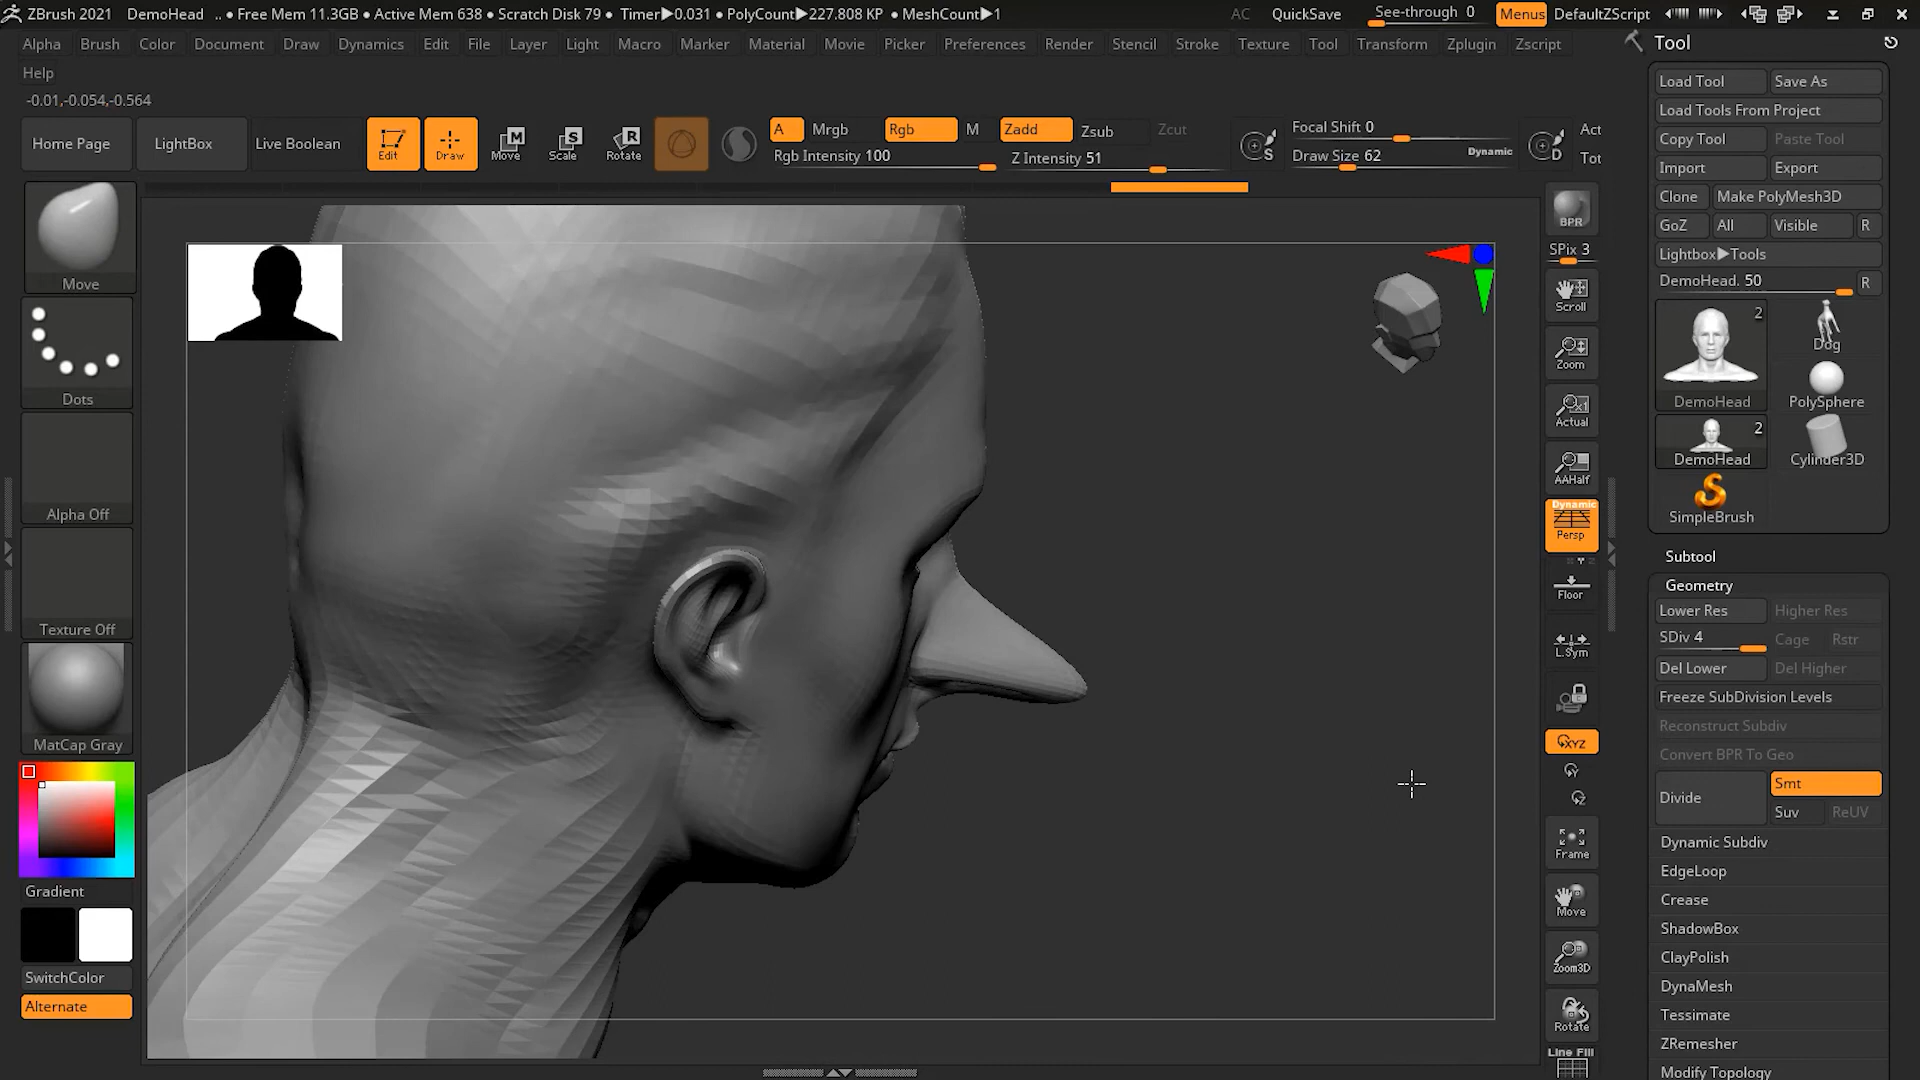 ZBrush 2021 DemoHead .. • Free Mem 11.3GB • Active Mem 638 • Scratch Disk 79 • Timer▶0.031 • PolyCount▶227.808 KP • MeshCount▶1 AC QuickSave See-through 0 Menus DefaultZScript
Alpha Brush Color Document Draw Dynamics Edit File Layer Light Macro Marker Material Movie Picker Preferences Render Stencil Stroke Texture Tool Transform Zplugin Zscript
Help
-0.01,-0.054,-0.564
Home Page LightBox Live Boolean Edit Draw Move Scale Rotate
M S R
A Mrgb Rgb M Zadd Zsub Zcut
Rgb Intensity 100 Z Intensity 51
S Focal Shift 0
Draw Size 62 Dynamic
D Act
Tot
Move
Dots
Alpha Off
Texture Off
MatCap Gray
Gradient
SwitchColor
Alternate
BPR
SPix 3
Scroll
Zoom
x1
Actual
AAHalf
Dynamic
Persp
Floor
L.Sym
XYZ
Y
Z
Frame
Move
Zoom3D
Rotate
Line Fill
Tool
Load Tool Save As
Load Tools From Project
Copy Tool Paste Tool
Import Export
Clone Make PolyMesh3D
GoZ All Visible R
Lightbox▶Tools
DemoHead. 50 R
2
DemoHead
Dog
PolySphere
2
DemoHead
Cylinder3D
SimpleBrush
Subtool
Geometry
Lower Res Higher Res
SDiv 4 Cage Rstr
Del Lower Del Higher
Freeze SubDivision Levels
Reconstruct Subdiv
Convert BPR To Geo
Divide Smt
Suv ReUV
Dynamic Subdiv
EdgeLoop
Crease
ShadowBox
ClayPolish
DynaMesh
Tessimate
ZRemesher
Modify Topology